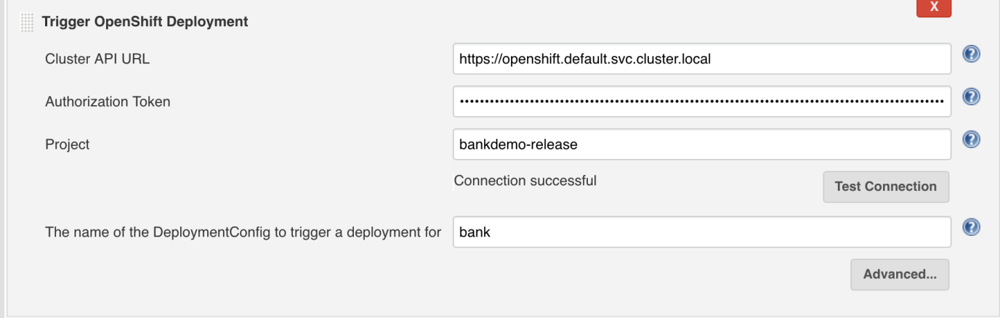 X
Trigger OpenShift Deployment
Cluster API URL
https://openshift.default.svc.cluster.local
Authorization Token
Project
bankdemo-release
Connection successful
Test Connection
The name of the DeploymentConfig to trigger a deployment for
bank
Advanced...